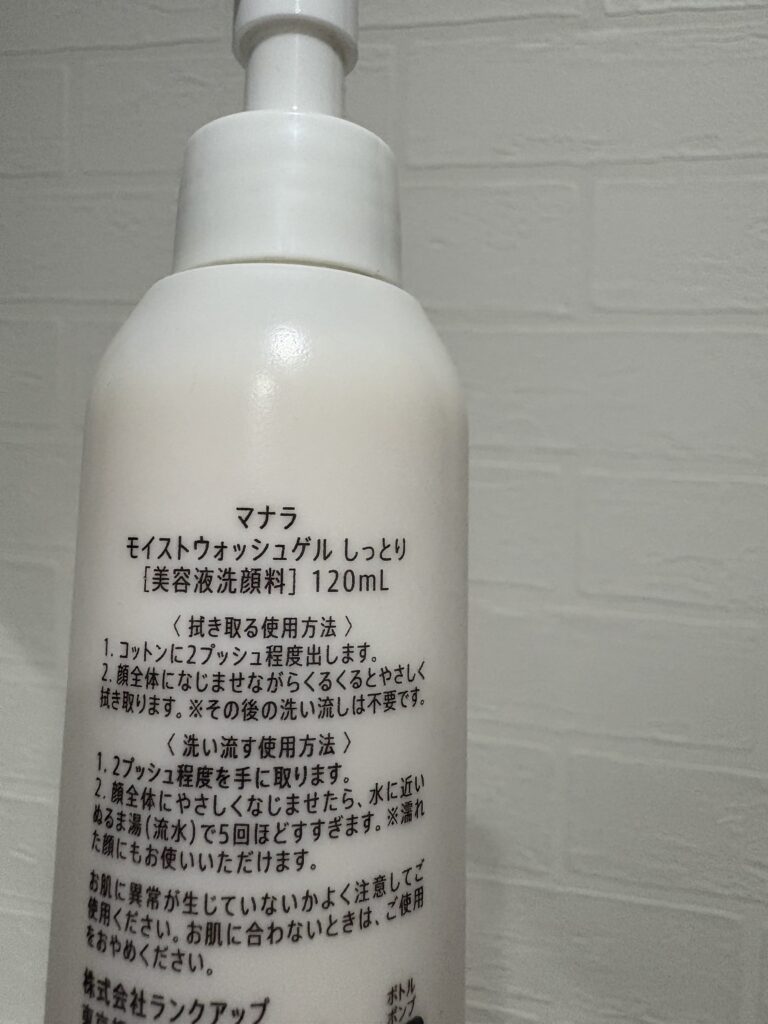 マナラ
モイストウォッシュゲル しっとり
[美容液洗顔料] 120mL
〈 拭き取る使用方法 〉
1. コットンに2プッシュ程度出します。
2. 顔全体になじませながらくるくるとやさしく
拭き取ります。※その後の洗い流しは不要です。
〈 洗い流す使用方法 〉
1. 2プッシュ程度を手に取ります。
2. 顔全体にやさしくなじませたら、水に近い
ぬるま湯(流水)で5回ほどすすぎます。※濡れ
た顔にもお使いいただけます。
お肌に異常が生じていないかよく注意してご
使用ください。お肌に合わないときは、ご使用
をおやめください。
株式会社ランクアップ
ボトル
ポンプ